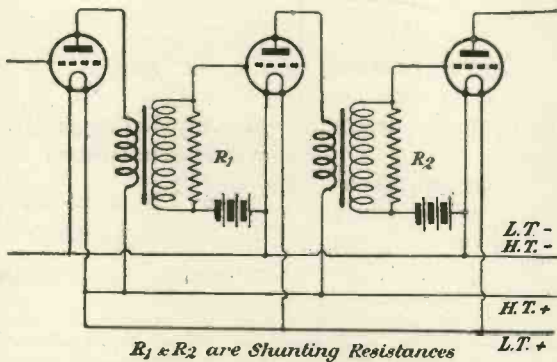 R1
R2
L.T-
H.T.-
H.T.+
L.T.+
R1 & R2 are Shunting Resistances